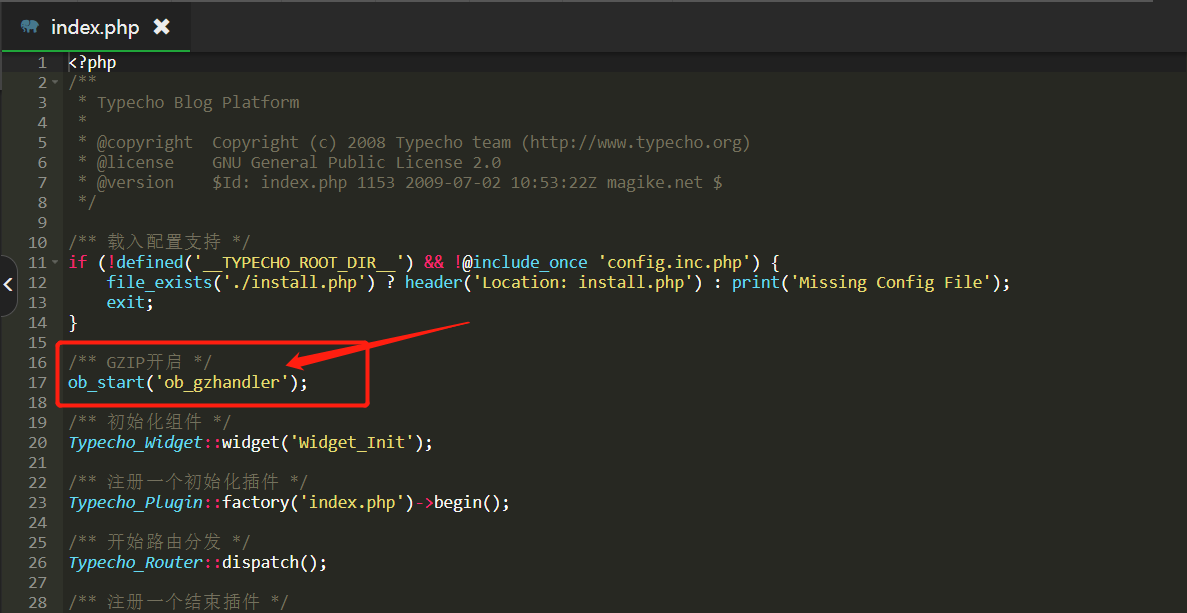 index.php ✖
1 <?php
2 /**
3  * Typecho Blog Platform
4  *
5  * @copyright  Copyright (c) 2008 Typecho team (http://www.typecho.org)
6  * @license    GNU General Public License 2.0
7  * @version    $Id: index.php 1153 2009-07-02 10:53:22Z magike.net $
8  */
9
10 /** 载入配置支持 */
11 if (!defined('__TYPECHO_ROOT_DIR__') && !@include_once 'config.inc.php') {
12     file_exists('./install.php') ? header('Location: install.php') : print('Missing Config File');
13     exit;
14 }
15
16 /** GZIP开启 */
17 ob_start('ob_gzhandler');
18
19 /** 初始化组件 */
20 Typecho_Widget::widget('Widget_Init');
21
22 /** 注册一个初始化插件 */
23 Typecho_Plugin::factory('index.php')->begin();
24
25 /** 开始路由分发 */
26 Typecho_Router::dispatch();
27
28 /** 注册一个结束插件 */